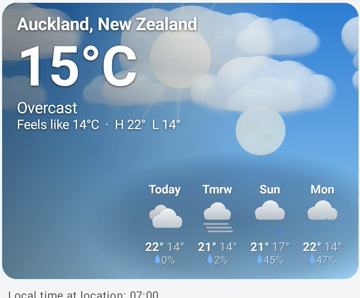 Auckland, New Zealand
15°C
Overcast
Feels like 14°C · H 22° L 14°
Today Tmrw Sun Mon
22° 14° 21° 14° 21° 17° 22° 14°
0% 2% 45% 47%
Local time at location: 07:00